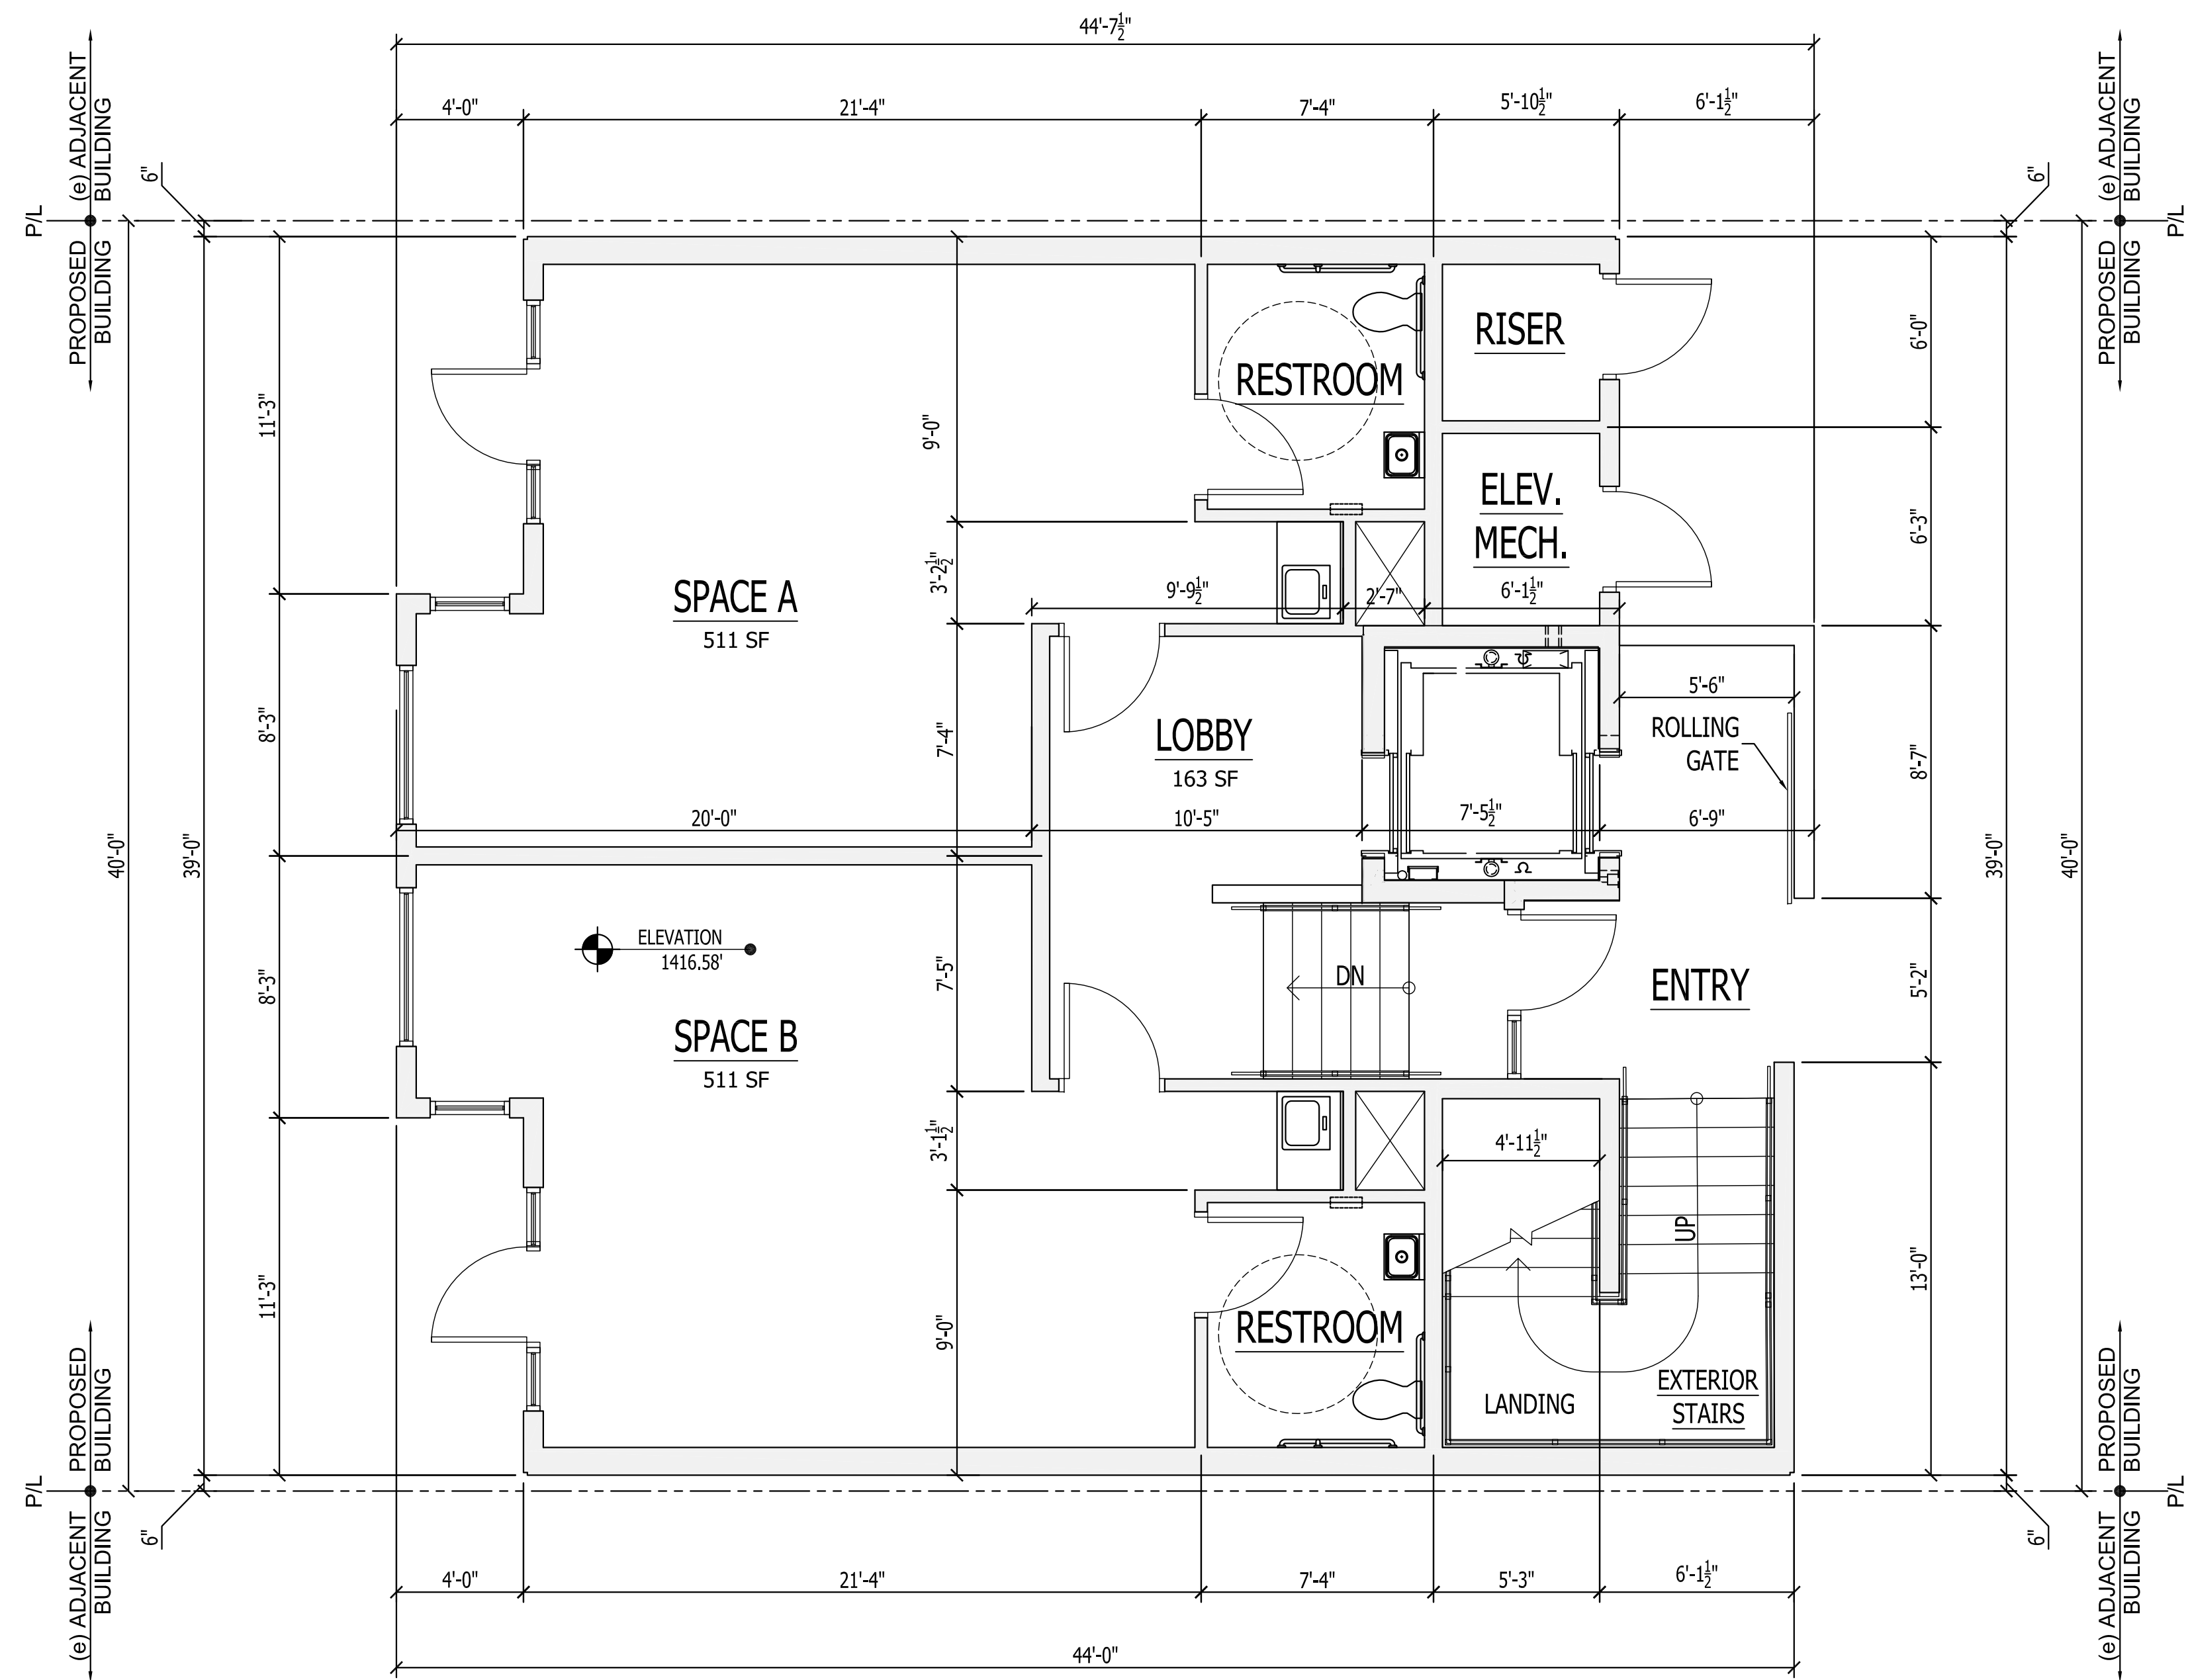 44'-7½"
4'-0"
21'-4"
7'-4"
5'-10½"
6'-1½"
(e) ADJACENT
BUILDING
P/L
PROPOSED
BUILDING
6"
6"
(e) ADJACENT
BUILDING
P/L
PROPOSED
BUILDING
11'-3"
8'-3"
40'-0"
39'-0"
8'-3"
11'-3"
SPACE A
511 SF
9'-0"
3'-2½"
7'-4"
RESTROOM
RISER
ELEV.
MECH.
9'-9½"
2'-7"
6'-1½"
LOBBY
163 SF
5'-6"
ROLLING
GATE
20'-0"
10'-5"
7'-5½"
6'-9"
6'-0"
6'-3"
8'-7"
39'-0"
40'-0"
5'-2"
13'-0"
ELEVATION
1416.58'
7'-5"
DN
ENTRY
SPACE B
511 SF
3'-1½"
9'-0"
4'-11½"
UP
RESTROOM
LANDING
EXTERIOR
STAIRS
PROPOSED
BUILDING
P/L
(e) ADJACENT
BUILDING
6"
6"
PROPOSED
BUILDING
P/L
(e) ADJACENT
BUILDING
4'-0"
21'-4"
7'-4"
5'-3"
6'-1½"
44'-0"